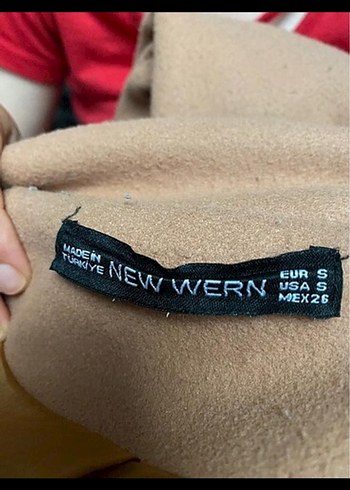 MADE IN
TÜRKİYE
NEW WERN
EUR S
USA S
MEX 26